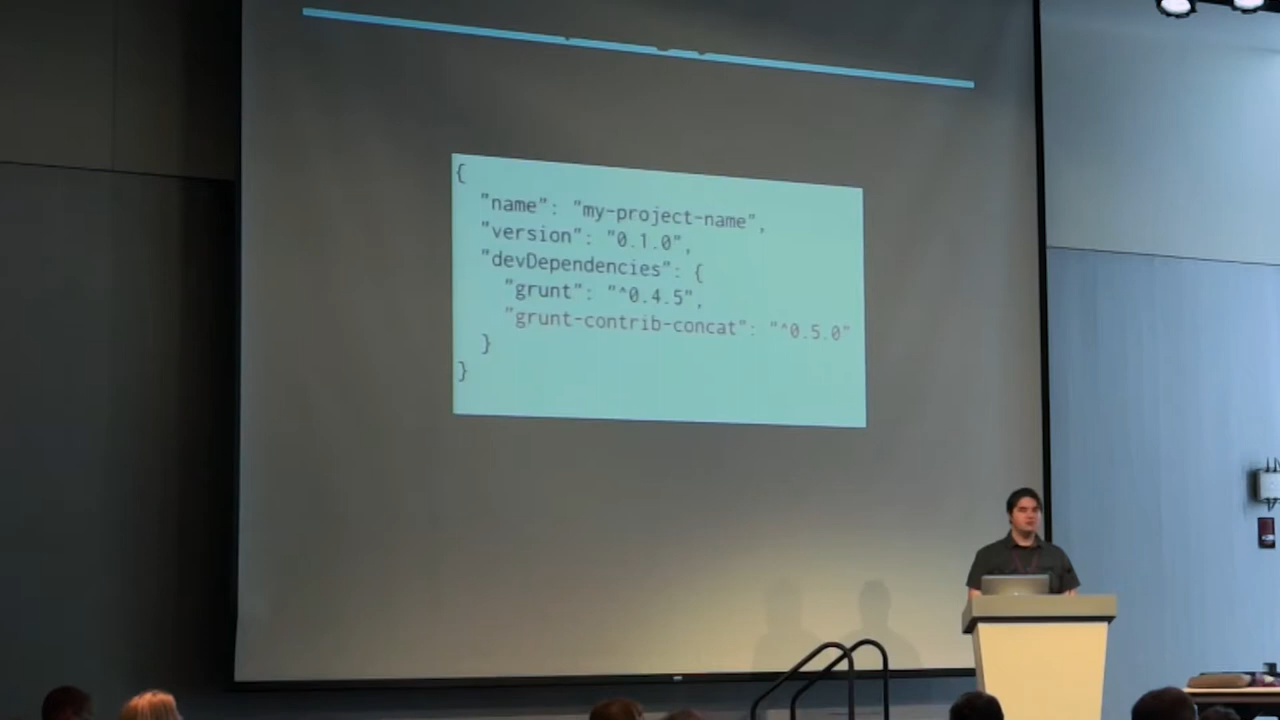 {
"name": "my-project-name",
"version": "0.1.0",
"devDependencies": {
"grunt": "^0.4.5",
"grunt-contrib-concat": "^0.5.0"
}
}